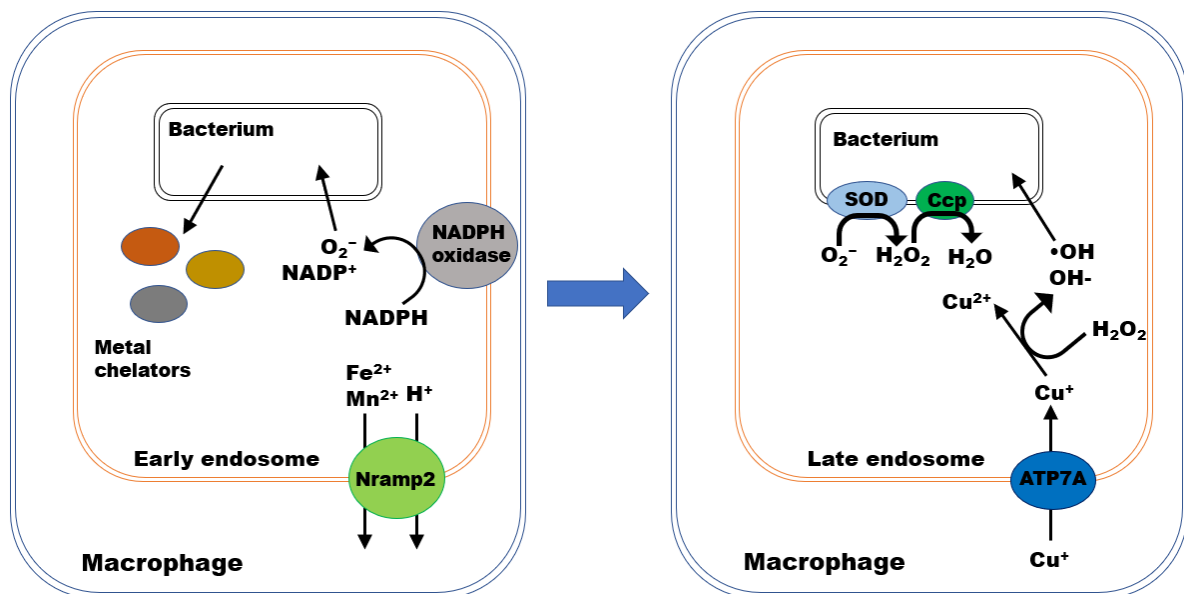 Bacterium
NADPH
oxidase
O₂⁻
NADP⁺
NADPH
Metal
chelators
Fe²⁺
Mn²⁺ H⁺
Early endosome
Nramp2
Macrophage
Bacterium
SOD
Ccp
O₂⁻
H₂O₂
H₂O
•OH
OH-
Cu²⁺
H₂O₂
Cu⁺
Late endosome
ATP7A
Cu⁺
Macrophage